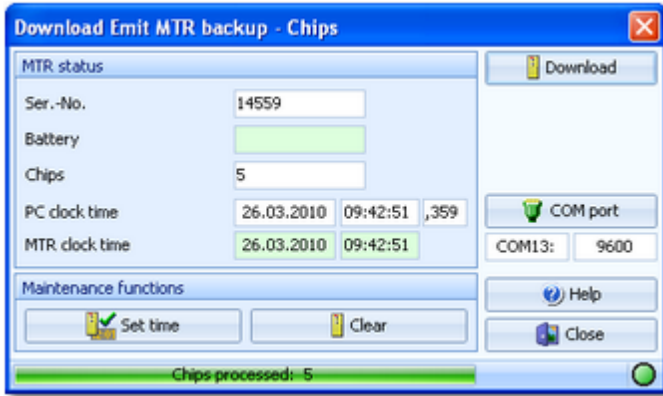 Download Emit MTR backup - Chips
MTR status
Download
Ser.-No. 14559
Battery
Chips 5
PC clock time 26.03.2010 09:42:51 ,359
COM port
MTR clock time 26.03.2010 09:42:51
COM13: 9600
Maintenance functions
Help
Set time Clear
Close
Chips processed: 5